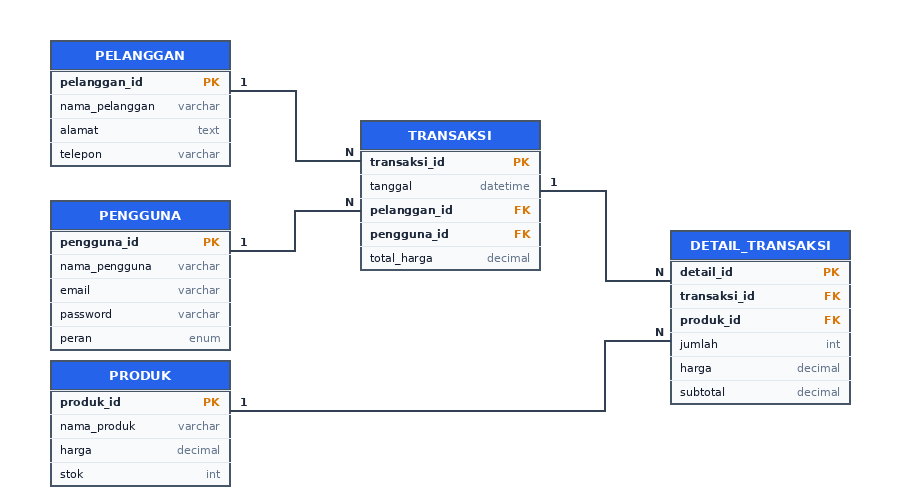 PELANGGAN
pelanggan_id PK
nama_pelanggan varchar
alamat text
telepon varchar
1
PENGGUNA
pengguna_id PK
nama_pengguna varchar
email varchar
password varchar
peran enum
1
PRODUK
produk_id PK
nama_produk varchar
harga decimal
stok int
1
N
N
TRANSAKSI
transaksi_id PK
tanggal datetime
pelanggan_id FK
pengguna_id FK
total_harga decimal
1
N
N
DETAIL_TRANSAKSI
detail_id PK
transaksi_id FK
produk_id FK
jumlah int
harga decimal
subtotal decimal